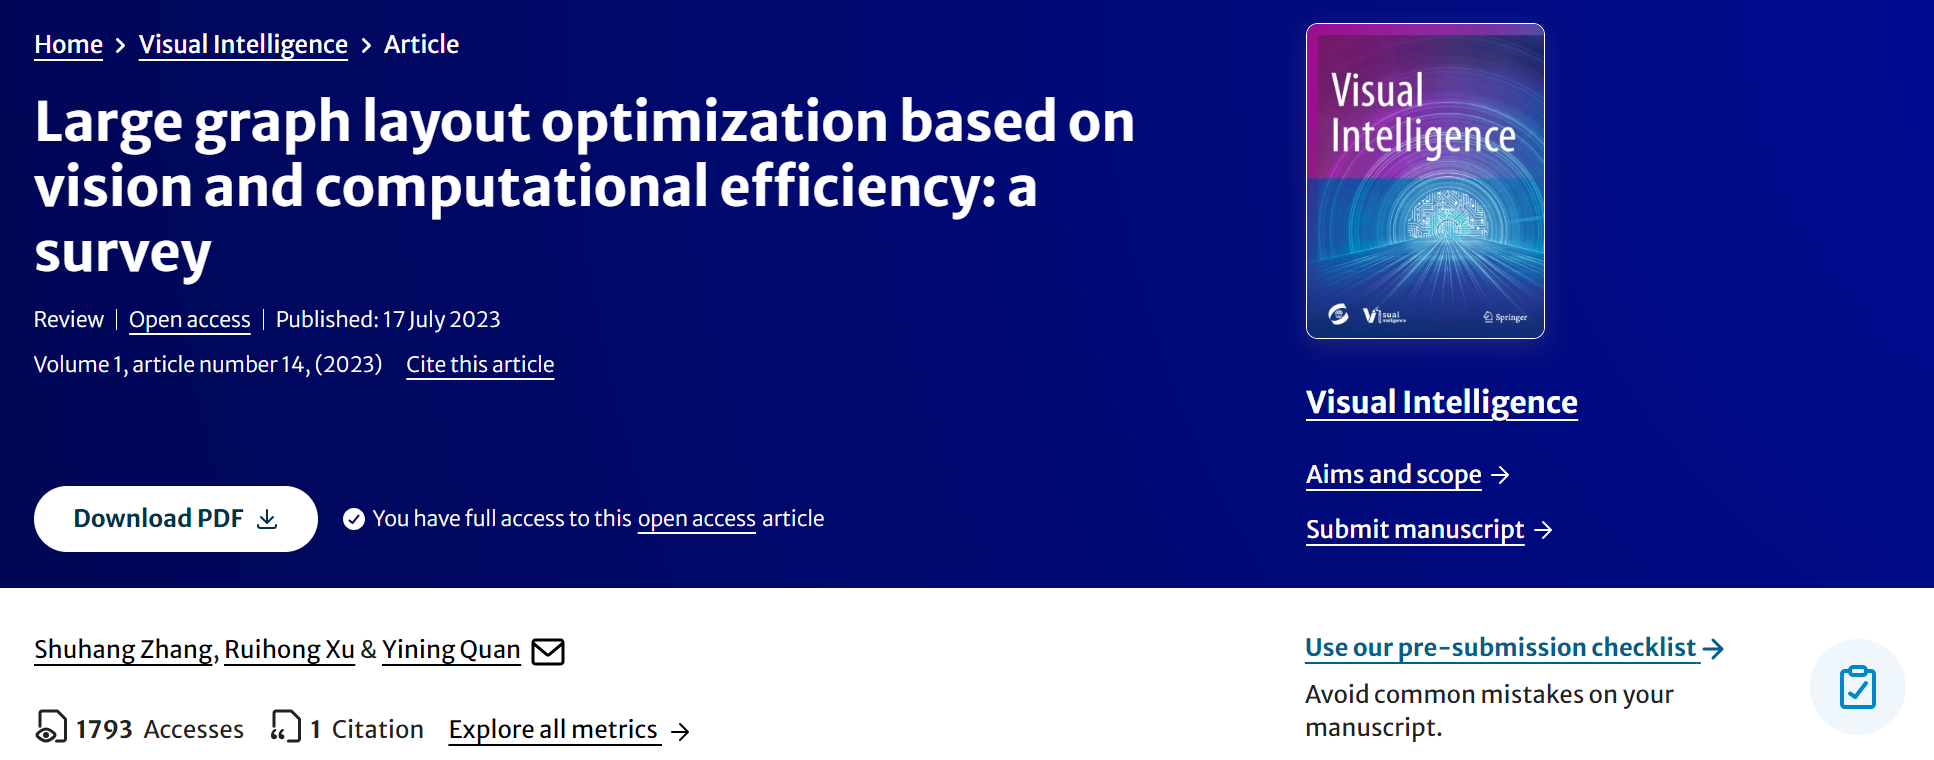 Home > Visual Intelligence > Article
Large graph layout optimization based on
vision and computational efficiency: a
survey
Review | Open access | Published: 17 July 2023
Volume 1, article number 14, (2023) Cite this article
Download PDF
You have full access to this open access article
Visual
Intelligence
Visual Intelligence
Springer
Visual Intelligence
Aims and scope →
Submit manuscript →
Shuhang Zhang, Ruihong Xu & Yining Quan
1793 Accesses 1 Citation Explore all metrics →
Use our pre-submission checklist →
Avoid common mistakes on your
manuscript.